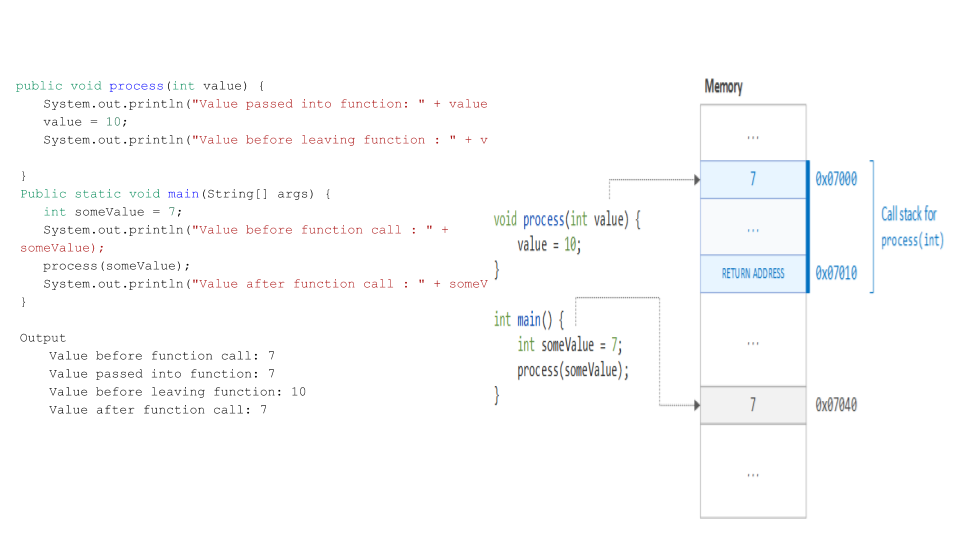 public void process(int value) {
System.out.println("Value passed into function: " + value
value = 10;
System.out.println("Value before leaving function : " + v
}
Public static void main(String[] args) {
int someValue = 7;
System.out.println("Value before function call : " +
someValue);
process(someValue);
System.out.println("Value after function call : " + someV
}
Output
Value before function call: 7
Value passed into function: 7
Value before leaving function: 10
Value after function call: 7
void process(int value) {
value = 10;
}
int main() {
int someValue = 7;
process(someValue);
}
Memory
...
7 0x07000
...
RETURN ADDRESS 0x07010
Call stack for
process(int)
...
7 0x07040
...